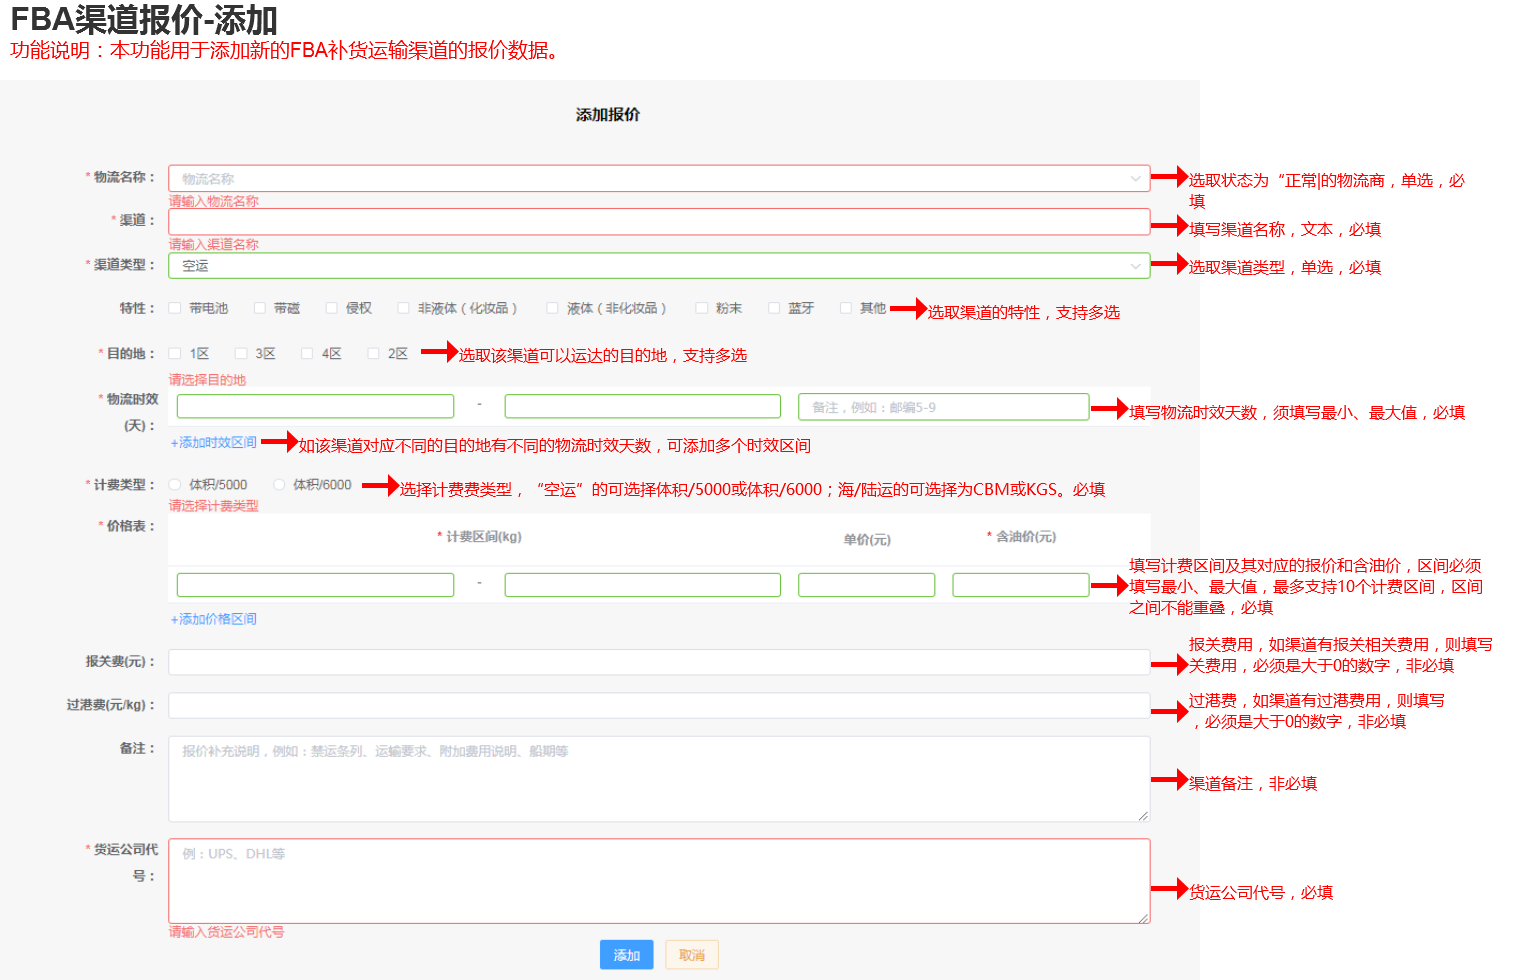 FBA渠道报价-添加
功能说明：本功能用于添加新的FBA补货运输渠道的报价数据。
添加报价
* 物流名称： 物流名称
选取状态为“正常|的物流商，单选，必
填
请输入物流名称
* 渠道：
填写渠道名称，文本，必填
请输入渠道名称
* 渠道类型： 空运
选取渠道类型，单选，必填
特性： 带电池 带磁 侵权 非液体（化妆品） 液体（非化妆品） 粉末 蓝牙 其他 选取渠道的特性，支持多选
* 目的地： 1区 3区 4区 2区 选取该渠道可以运达的目的地，支持多选
请选择目的地
* 物流时效
(天)：
- 备注，例如：邮编5-9
填写物流时效天数，须填写最小、最大值，必填
+添加时效区间 如该渠道对应不同的目的地有不同的物流时效天数，可添加多个时效区间
* 计费类型： 体积/5000 体积/6000 选择计费费类型，“空运”的可选择体积/5000或体积/6000；海/陆运的可选择为CBM或KGS。必填
请选择计费类型
* 价格表：
* 计费区间(kg) 单价(元) * 含油价(元)
-
填写计费区间及其对应的报价和含油价，区间必须
填写最小、最大值，最多支持10个计费区间，区间
之间不能重叠，必填
+添加价格区间
报关费(元)：
报关费用，如渠道有报关相关费用，则填写
关费用，必须是大于0的数字，非必填
过港费(元/kg)：
过港费，如渠道有过港费用，则填写
，必须是大于0的数字，非必填
备注： 报价补充说明，例如：禁运条列、运输要求、附加费用说明、船期等
渠道备注，非必填
* 货运公司代
号：
例：UPS、DHL等
货运公司代号，必填
请输入货运公司代号
添加 取消